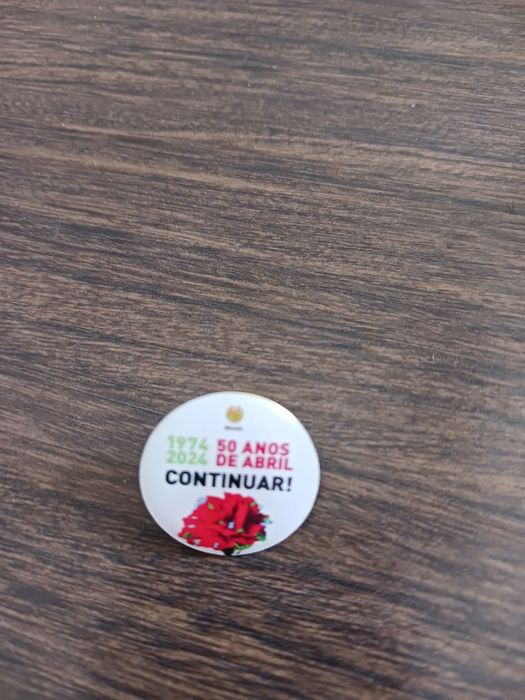 1974 50 ANOS
2024 DE ABRIL
CONTINUAR!